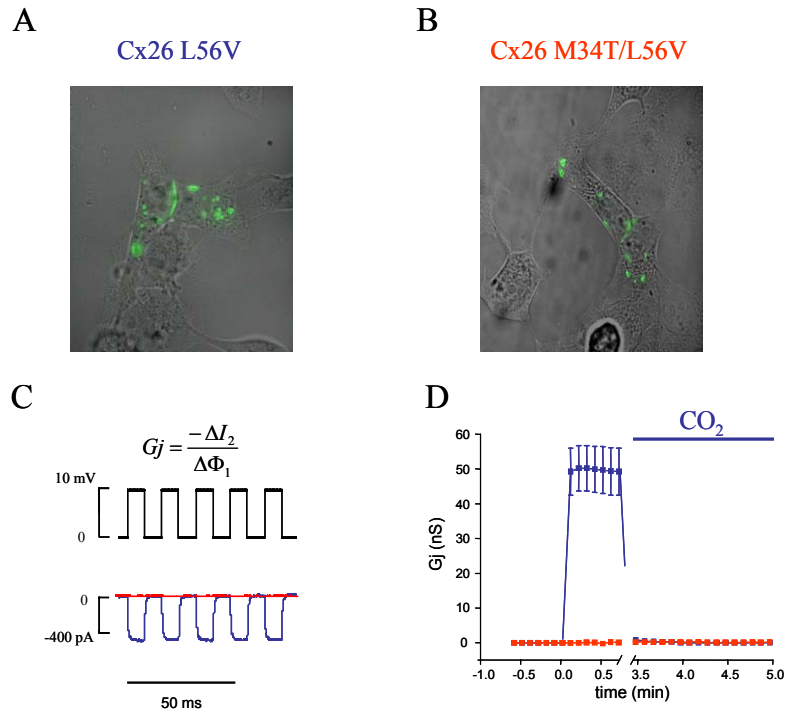 A
Cx26 L56V
B
Cx26 M34T/L56V
C
Gj = -ΔI₂ / ΔΦ₁
10 mV
0
0
-400 pA
50 ms
D
CO₂
60
50
40
30
20
10
0
Gj (nS)
-1.0 -0.5 0.0 0.5 3.5 4.0 4.5 5.0
time (min)